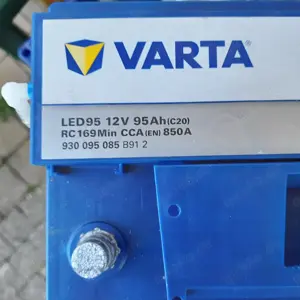 VARTA
LED95 12V 95Ah(C20)
RC169Min CCA(EN) 850A
930 095 085 B91 2